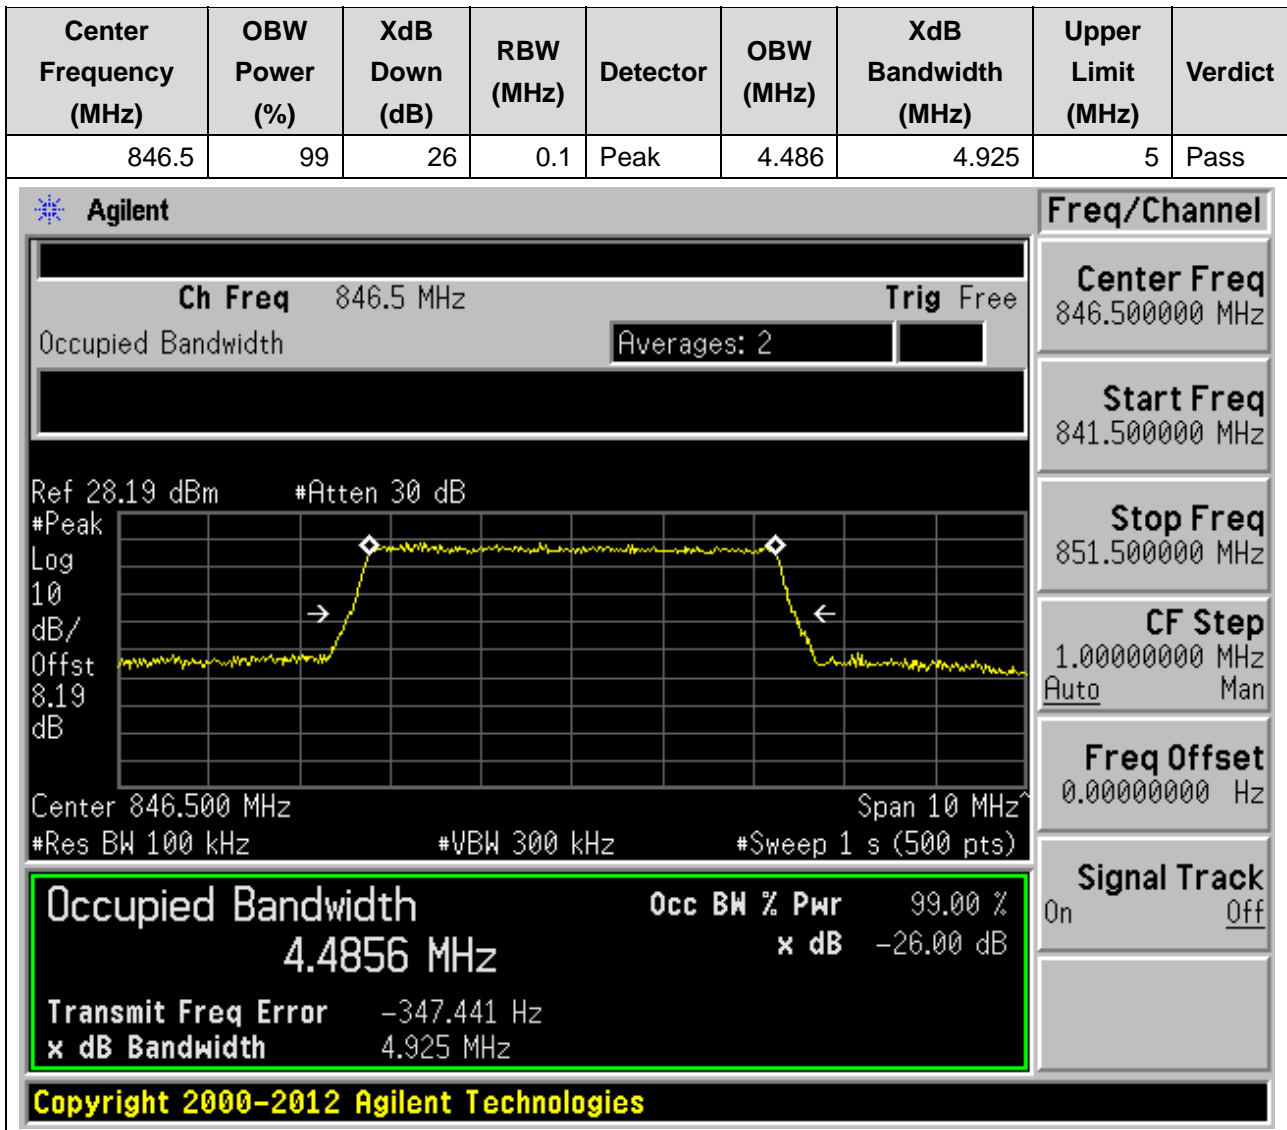 Center Frequency (MHz) OBW Power (%) XdB Down (dB) RBW (MHz) Detector OBW (MHz) XdB Bandwidth (MHz) Upper Limit (MHz) Verdict
846.5 99 26 0.1 Peak 4.486 4.925 5 Pass
Agilent
Freq/Channel
Ch Freq 846.5 MHz Trig Free
Occupied Bandwidth Averages: 2
Center Freq
846.500000 MHz
Start Freq
841.500000 MHz
Stop Freq
851.500000 MHz
CF Step
1.00000000 MHz
Auto Man
Freq Offset
0.00000000 Hz
Signal Track
On Off
Ref 28.19 dBm #Atten 30 dB
#Peak
Log
10
dB/
Offst
8.19
dB
Center 846.500 MHz Span 10 MHz^
#Res BW 100 kHz #VBW 300 kHz #Sweep 1 s (500 pts)
Occupied Bandwidth Occ BW % Pwr 99.00 %
4.4856 MHz x dB -26.00 dB
Transmit Freq Error -347.441 Hz
x dB Bandwidth 4.925 MHz
Copyright 2000-2012 Agilent Technologies